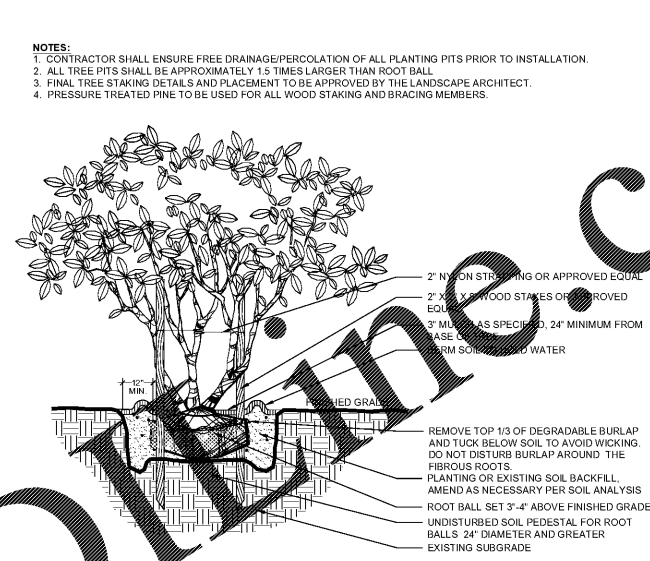 NOTES:
1. CONTRACTOR SHALL ENSURE FREE DRAINAGE/PERCOLATION OF ALL PLANTING PITS PRIOR TO INSTALLATION.
2. ALL TREE PITS SHALL BE APPROXIMATELY 1.5 TIMES LARGER THAN ROOT BALL
3. FINAL TREE STAKING DETAILS AND PLACEMENT TO BE APPROVED BY THE LANDSCAPE ARCHITECT.
4. PRESSURE TREATED PINE TO BE USED FOR ALL WOOD STAKING AND BRACING MEMBERS.
2" NYLON STRAPPING OR APPROVED EQUAL
2" X 2" X 8' WOOD STAKES OR APPROVED
EQUAL
3" MULCH AS SPECIFIED, 24" MINIMUM FROM
BASE OF TREE
BERM SOIL TO HOLD WATER
12"
MIN.
FINISHED GRADE
REMOVE TOP 1/3 OF DEGRADABLE BURLAP
AND TUCK BELOW SOIL TO AVOID WICKING.
DO NOT DISTURB BURLAP AROUND THE
FIBROUS ROOTS.
PLANTING OR EXISTING SOIL BACKFILL,
AMEND AS NECESSARY PER SOIL ANALYSIS
ROOT BALL SET 3"-4" ABOVE FINISHED GRADE
UNDISTURBED SOIL PEDESTAL FOR ROOT
BALLS 24" DIAMETER AND GREATER
EXISTING SUBGRADE
oLine.c